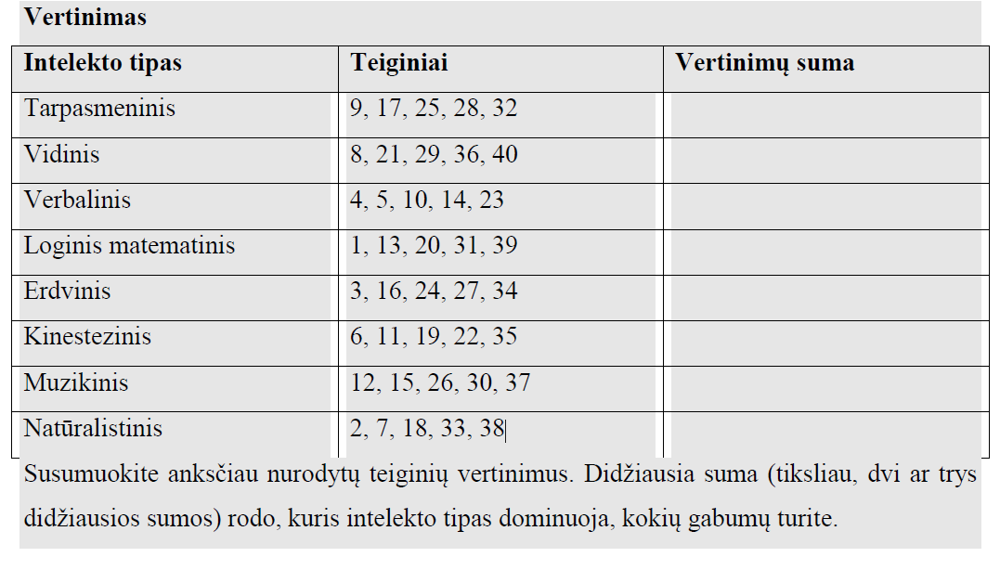 Vertinimas
Intelekto tipas Teiginiai Vertinimų suma
Tarpasmeninis 9, 17, 25, 28, 32
Vidinis 8, 21, 29, 36, 40
Verbalinis 4, 5, 10, 14, 23
Loginis matematinis 1, 13, 20, 31, 39
Erdvinis 3, 16, 24, 27, 34
Kinestezinis 6, 11, 19, 22, 35
Muzikinis 12, 15, 26, 30, 37
Natūralistinis 2, 7, 18, 33, 38
Susumuokite anksčiau nurodytų teiginių vertinimus. Didžiausia suma (tiksliau, dvi ar trys
didžiausios sumos) rodo, kuris intelekto tipas dominuoja, kokių gabumų turite.